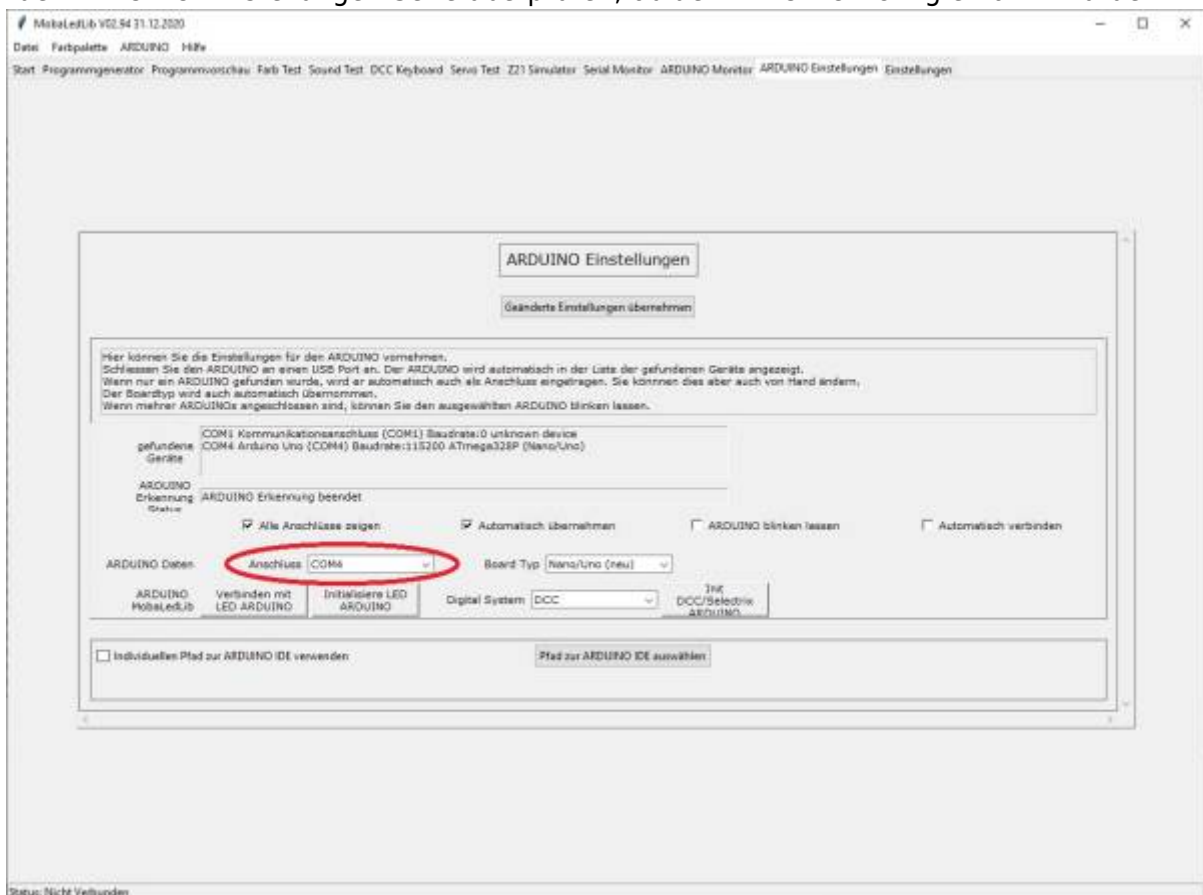 MobaLedLib V02.94 31.12.2020
Datei Farbpalette ARDUINO Hilfe
Start Programmgenerator Programmvorschau Farb Test Sound Test DCC Keyboard Servo Test Z21 Simulator Serial Monitor ARDUINO Monitor ARDUINO Einstellungen Einstellungen
ARDUINO Einstellungen
Geänderte Einstellungen übernehmen
Hier können Sie die Einstellungen für den ARDUINO vornehmen.
Schliessen Sie den ARDUINO an einen USB Port an. Der ARDUINO wird automatisch in der Liste der gefundenen Geräte angezeigt.
Wenn nur ein ARDUINO gefunden wurde, wird er automatisch auch als Anschluss eingetragen. Sie könnnen dies aber auch von Hand ändern.
Der Boardtyp wird auch automatisch übernommen.
Wenn mehrer ARDUINOs angeschlossen sind, können Sie den ausgewählten ARDUINO blinken lassen.
gefundene Geräte
COM1 Kommunikationsanschluss (COM1) Baudrate:0 unknown device
COM4 Arduino Uno (COM4) Baudrate:115200 ATmega328P (Nano/Uno)
ARDUINO Erkennung Status
ARDUINO Erkennung beendet
Alle Anschlüsse zeigen Automatisch übernehmen ARDUINO blinken lassen Automatisch verbinden
ARDUINO Daten Anschluss COM4 Board Typ Nano/Uno (neu)
ARDUINO MobaLedLib Verbinden mit LED ARDUINO Initialisiere LED ARDUINO Digital System DCC Init DCC/Selectrix ARDUINO
Individuellen Pfad zur ARDUINO IDE verwenden Pfad zur ARDUINO IDE auswählen
Status: Nicht Verbunden